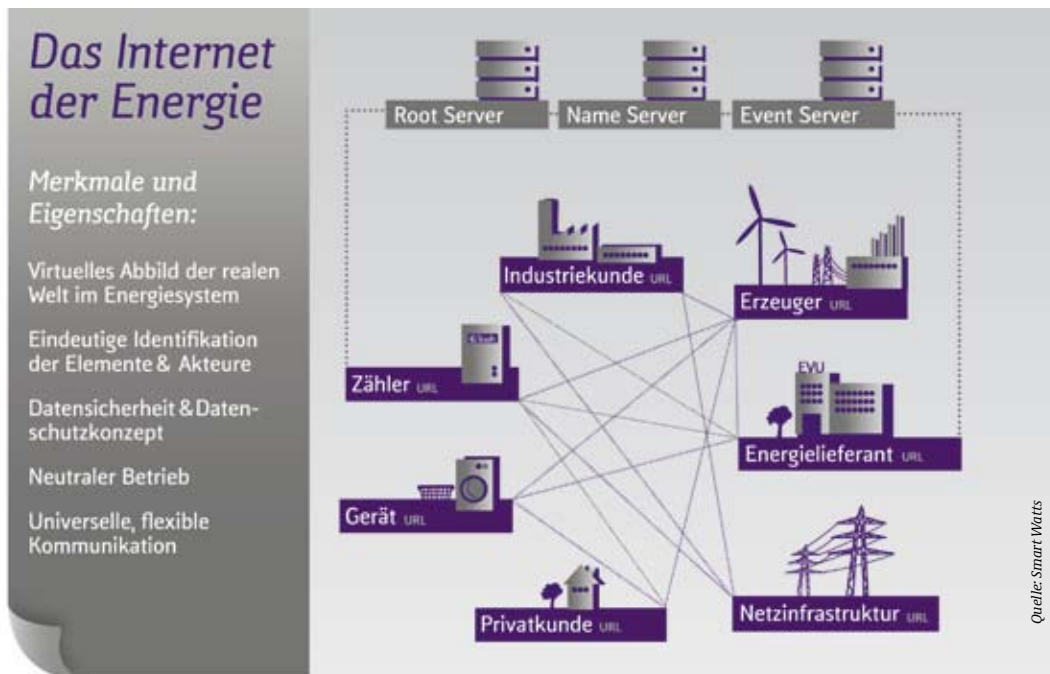 Das Internet
der Energie
Merkmale und
Eigenschaften:
Virtuelles Abbild der realen
Welt im Energiesystem
Eindeutige Identifikation
der Elemente & Akteure
Datensicherheit & Daten-
schutzkonzept
Neutraler Betrieb
Universelle, flexible
Kommunikation
Root Server
Name Server
Event Server
Industriekunde URL
Erzeuger URL
Zähler URL
EVU
Energielieferant URL
Gerät URL
Privatkunde URL
Netzinfrastruktur URL
Quelle: Smart Watts